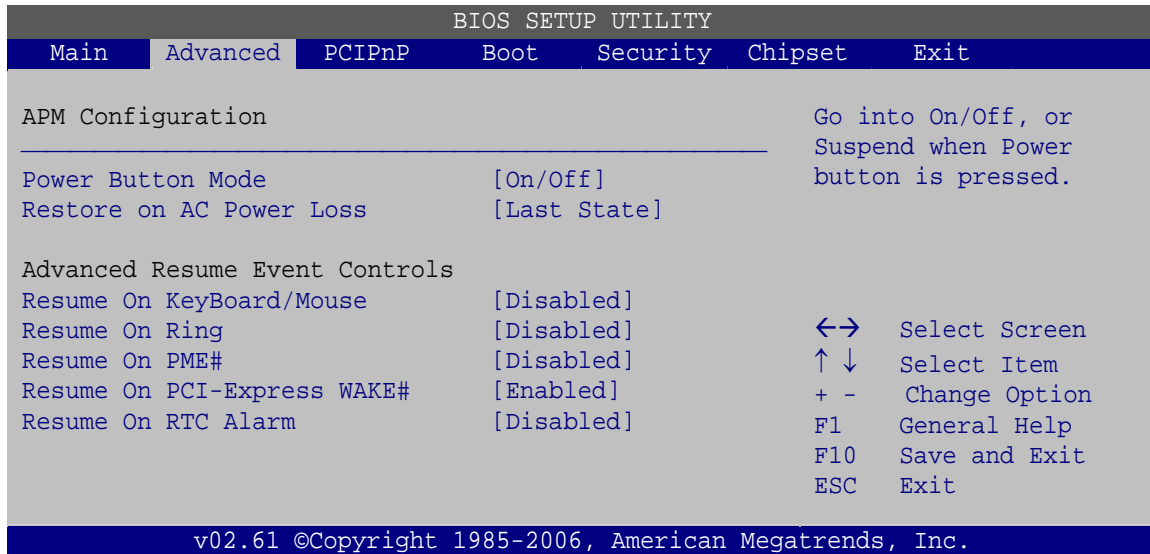 BIOS SETUP UTILITY
Main Advanced PCIPnP Boot Security Chipset Exit
APM Configuration
Power Button Mode [On/Off]
Restore on AC Power Loss [Last State]
Advanced Resume Event Controls
Resume On KeyBoard/Mouse [Disabled]
Resume On Ring [Disabled]
Resume On PME# [Disabled]
Resume On PCI-Express WAKE# [Enabled]
Resume On RTC Alarm [Disabled]
Go into On/Off, or
Suspend when Power
button is pressed.
←→ Select Screen
↑ ↓ Select Item
+ - Change Option
F1 General Help
F10 Save and Exit
ESC Exit
v02.61 ©Copyright 1985-2006, American Megatrends, Inc.